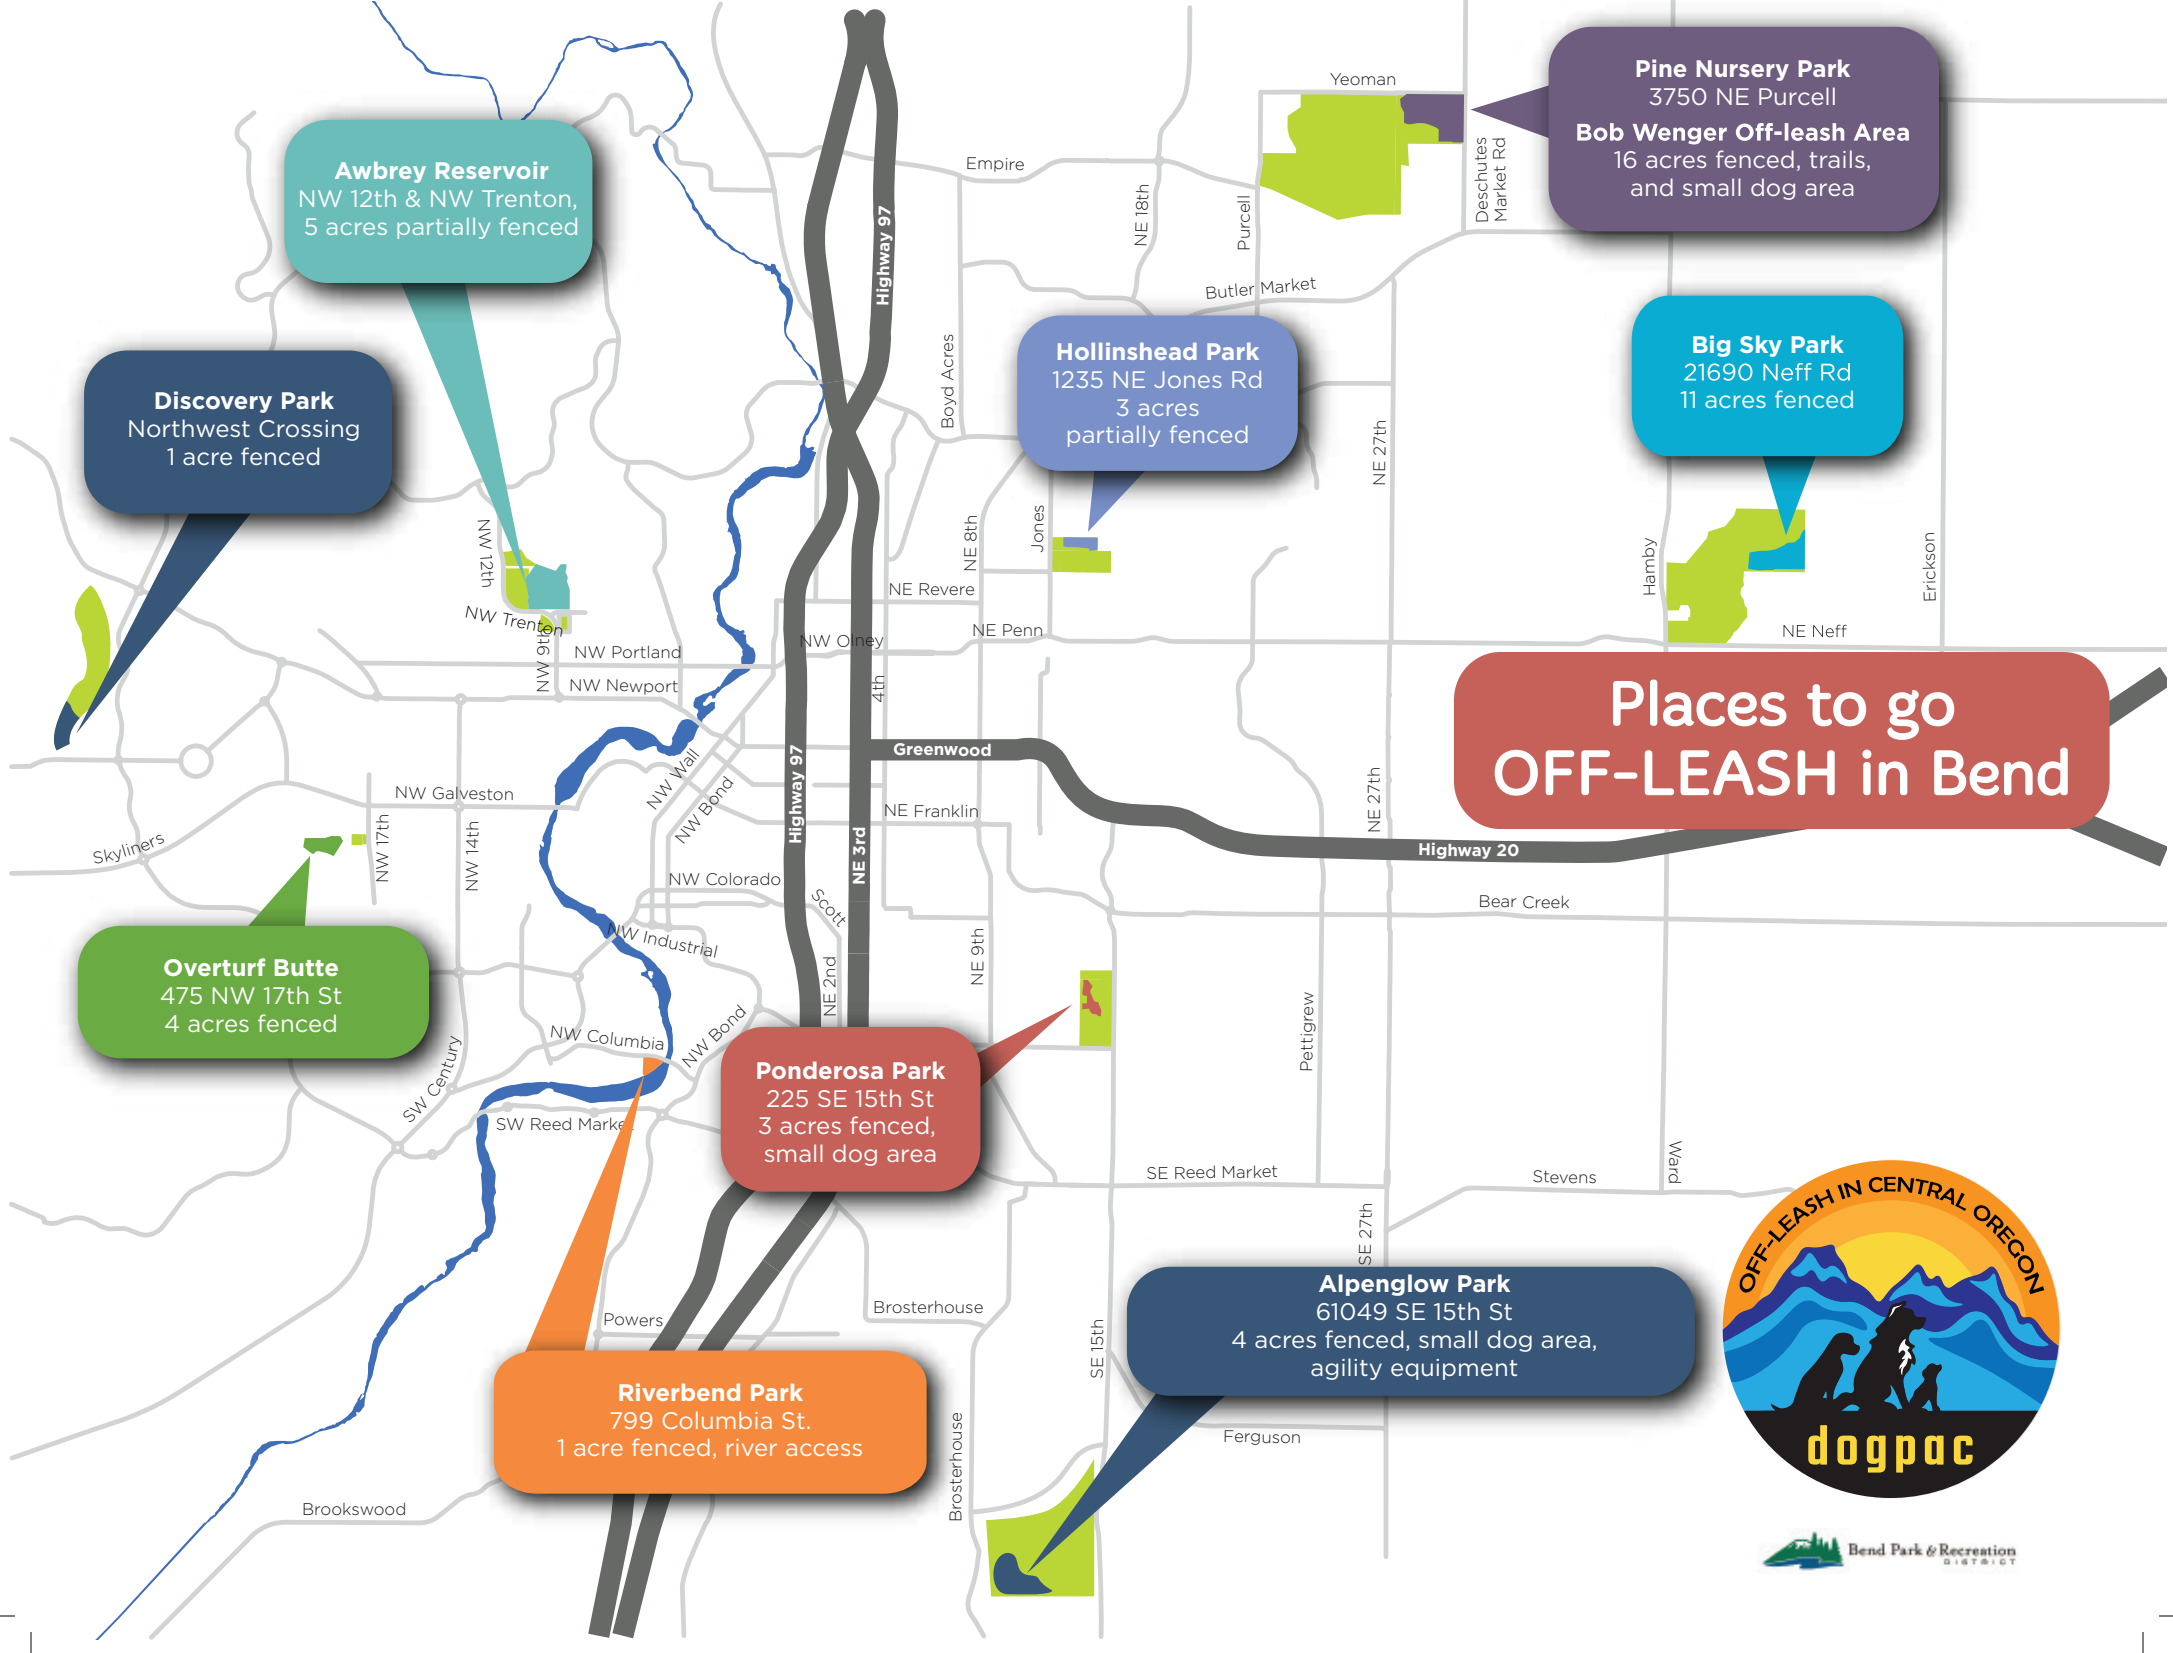 Yeoman
Pine Nursery Park
3750 NE Purcell
Bob Wenger Off-leash Area
16 acres fenced, trails,
and small dog area
Awbrey Reservoir
NW 12th & NW Trenton,
5 acres partially fenced
Empire
NE 18th
Purcell
Deschutes
Market Rd
Highway 97
Butler Market
Hollinshead Park
1235 NE Jones Rd
3 acres
partially fenced
Big Sky Park
21690 Neff Rd
11 acres fenced
Discovery Park
Northwest Crossing
1 acre fenced
Boyd Acres
NE 27th
NW 12th
NE 8th
Jones
Hamby
Erickson
NE Revere
NW Trenton
NW 9th
NW Portland
NW Olney
NE Penn
NE Neff
NW Newport
4th
Places to go
OFF-LEASH in Bend
Greenwood
Highway 97
NW Wall
NW Bond
NW Galveston
NE Franklin
NE 27th
Skyliners
NW 17th
NW 14th
NE 3rd
Highway 20
NW Colorado
Scott
Bear Creek
NW Industrial
NE 9th
NE 2nd
Overturf Butte
475 NW 17th St
4 acres fenced
NW Columbia
NW Bond
Pettigrew
SW Century
Ponderosa Park
225 SE 15th St
3 acres fenced,
small dog area
SW Reed Market
SE Reed Market
Stevens
Ward
SE 27th
OFF-LEASH IN CENTRAL OREGON
dogpac
Alpenglow Park
61049 SE 15th St
4 acres fenced, small dog area,
agility equipment
Powers
Brosterhouse
SE 15th
Riverbend Park
799 Columbia St.
1 acre fenced, river access
Ferguson
Brosterhouse
Brookswood
Bend Park & Recreation
DISTRICT